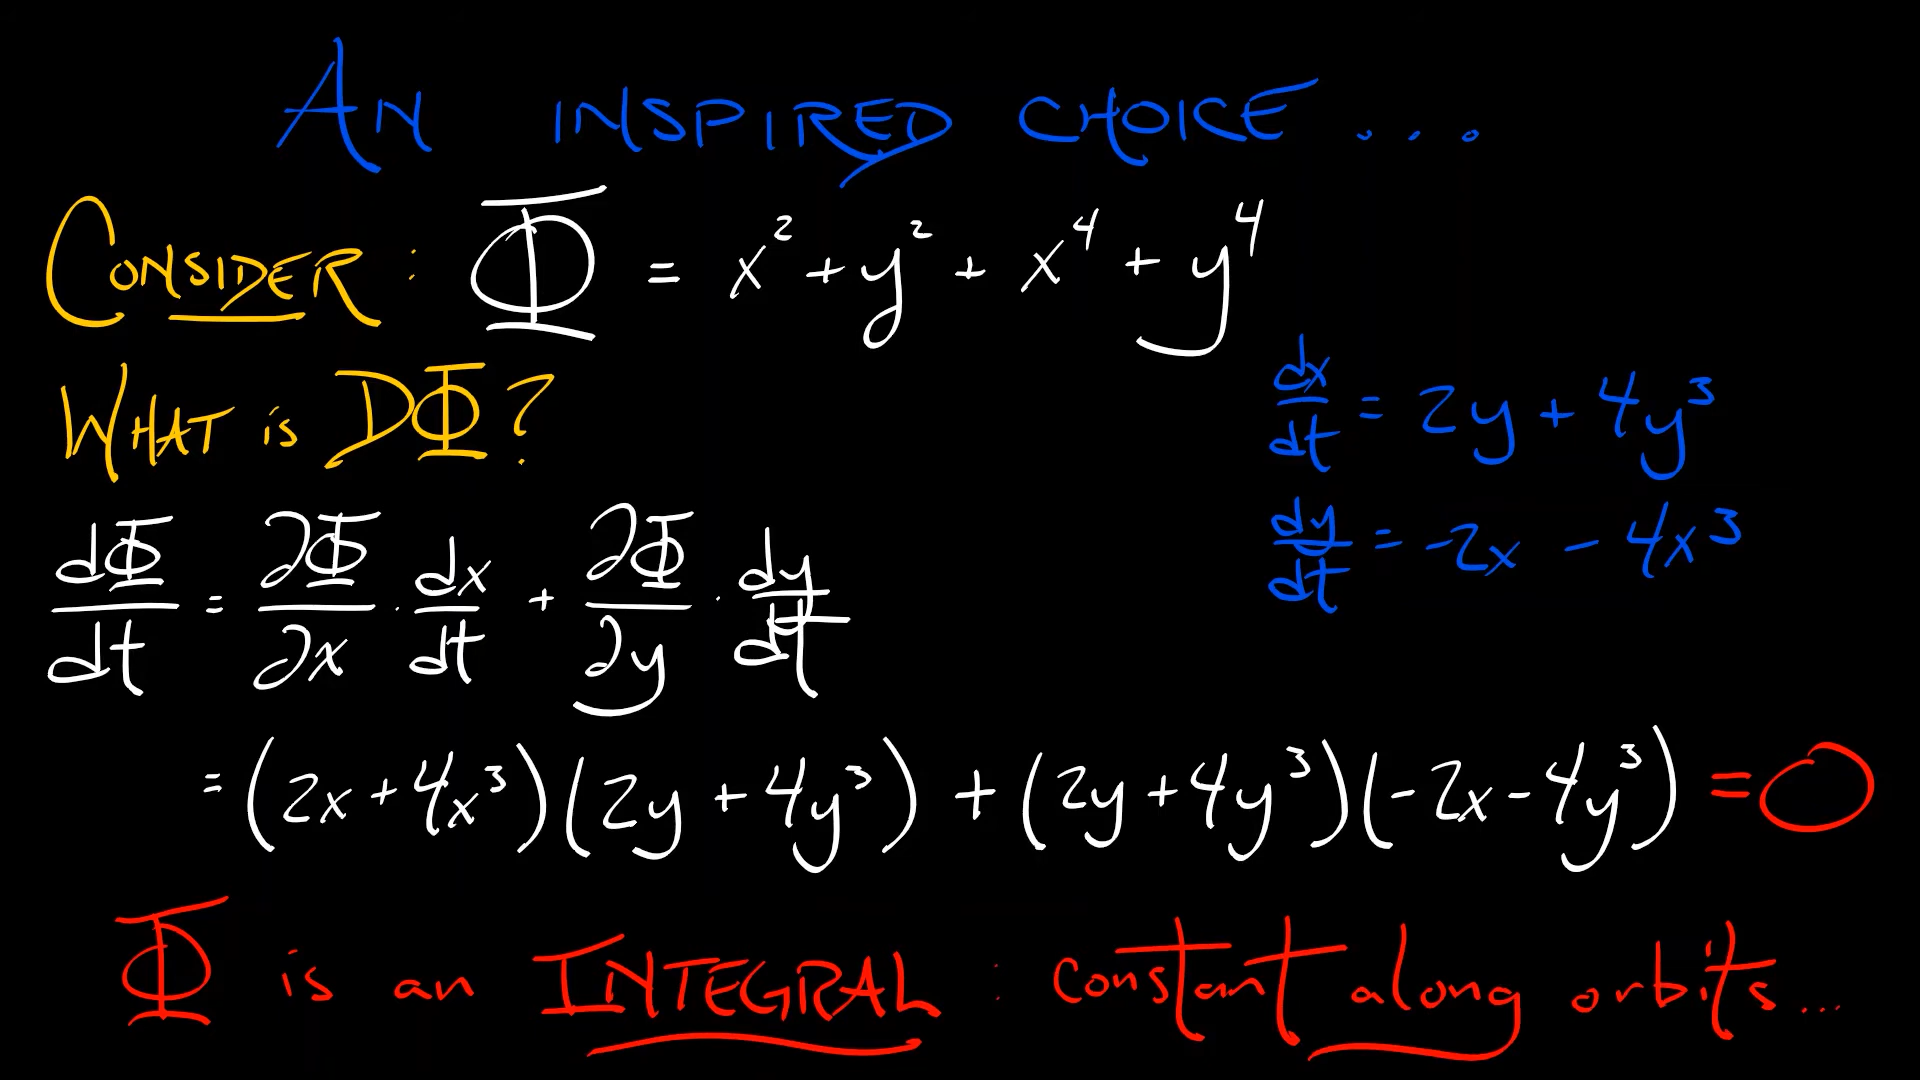 AN INSPIRED CHOICE...
CONSIDER: Φ = x² + y² + x⁴ + y⁴
WHAT is DΦ?
dx/dt = 2y + 4y³
dy/dt = -2x - 4x³
dΦ/dt = ∂Φ/∂x · dx/dt + ∂Φ/∂y · dy/dt
= (2x + 4x³)(2y + 4y³) + (2y + 4y³)(-2x - 4y³) = 0
Φ is an INTEGRAL: constant along orbits...